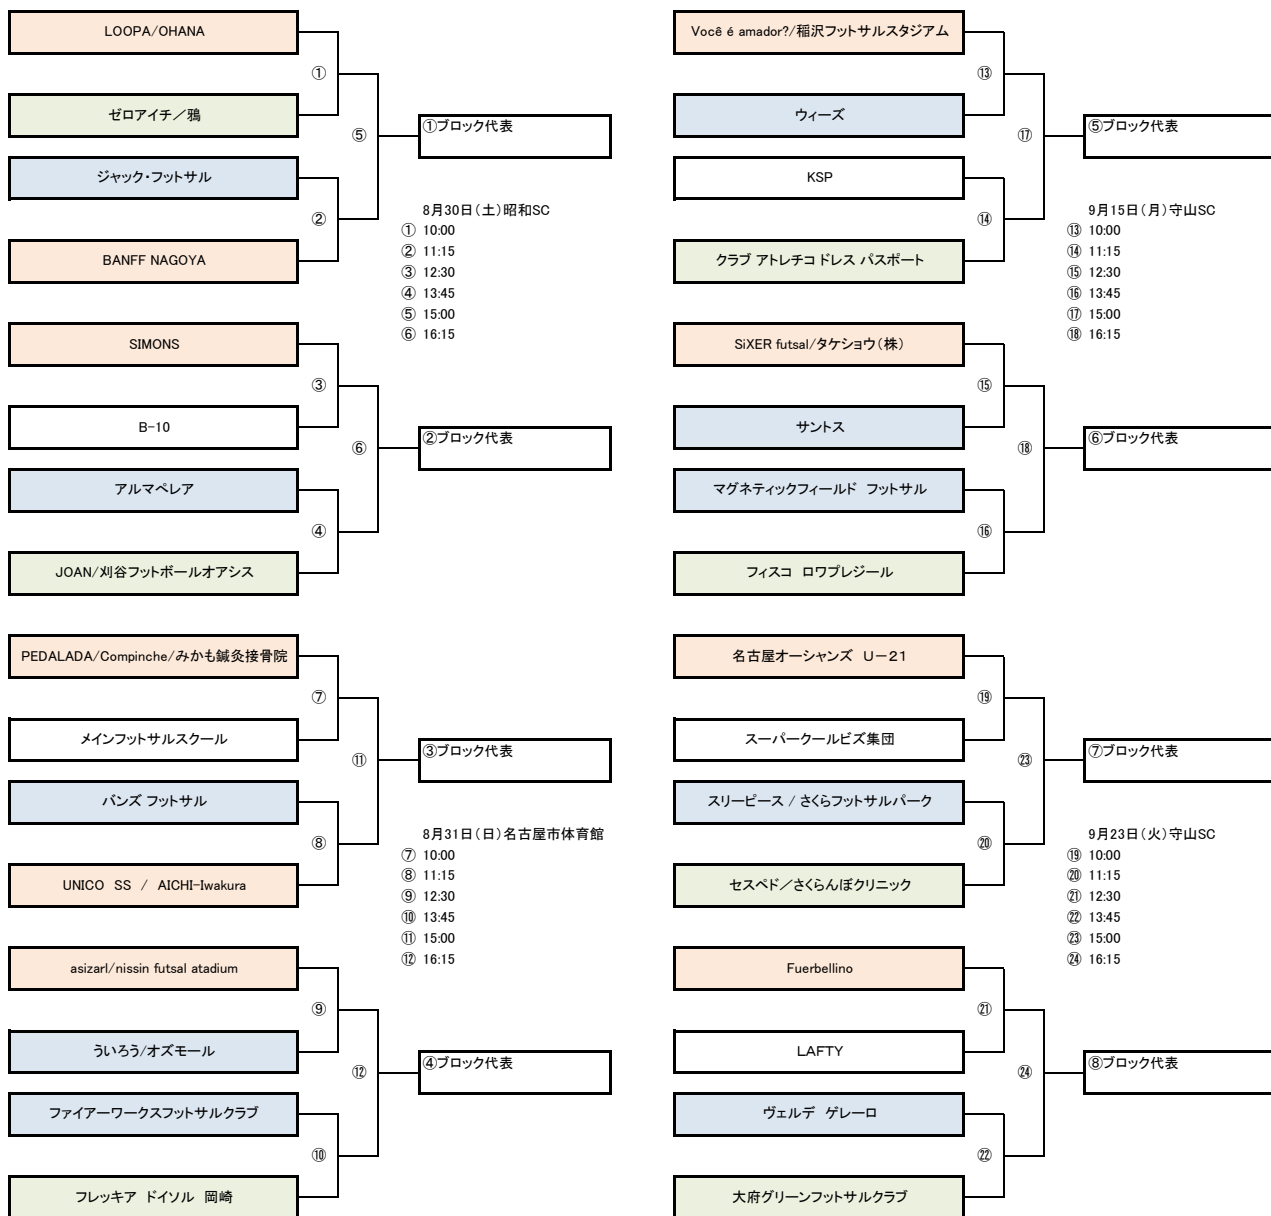 LOOPA/OHANA
①
ゼロアイチ／鴉
⑤
①ブロック代表
ジャック・フットサル
②
BANFF NAGOYA
8月30日（土）昭和SC
① 10:00
② 11:15
③ 12:30
④ 13:45
⑤ 15:00
⑥ 16:15
SIMONS
③
B-10
⑥
②ブロック代表
アルマペレア
④
JOAN/刈谷フットボールオアシス
PEDALADA/Compinche/みかも鍼灸接骨院
⑦
メインフットサルスクール
⑪
③ブロック代表
バンズ フットサル
⑧
UNICO SS / AICHI-Iwakura
8月31日（日）名古屋市体育館
⑦ 10:00
⑧ 11:15
⑨ 12:30
⑩ 13:45
⑪ 15:00
⑫ 16:15
asizarl/nissin futsal atadium
⑨
ういろう/オズモール
⑫
④ブロック代表
ファイアーワークスフットサルクラブ
⑩
フレッキア ドイソル 岡崎
Você é amador?/稲沢フットサルスタジアム
⑬
ウィーズ
⑰
⑤ブロック代表
KSP
⑭
クラブ アトレチコ ドレス パスポート
9月15日（月）守山SC
⑬ 10:00
⑭ 11:15
⑮ 12:30
⑯ 13:45
⑰ 15:00
⑱ 16:15
SiXER futsal/タケショウ（株）
⑮
サントス
⑱
⑥ブロック代表
マグネティックフィールド フットサル
⑯
フィスコ ロワプレジール
名古屋オーシャンズ U－21
⑲
スーパークールビズ集団
㉓
⑦ブロック代表
スリーピース / さくらフットサルパーク
⑳
セスペド／さくらんぼクリニック
9月23日（火）守山SC
⑲ 10:00
⑳ 11:15
㉑ 12:30
㉒ 13:45
㉓ 15:00
㉔ 16:15
Fuerbellino
㉑
LAFTY
㉔
⑧ブロック代表
ヴェルデ ゲレーロ
㉒
大府グリーンフットサルクラブ